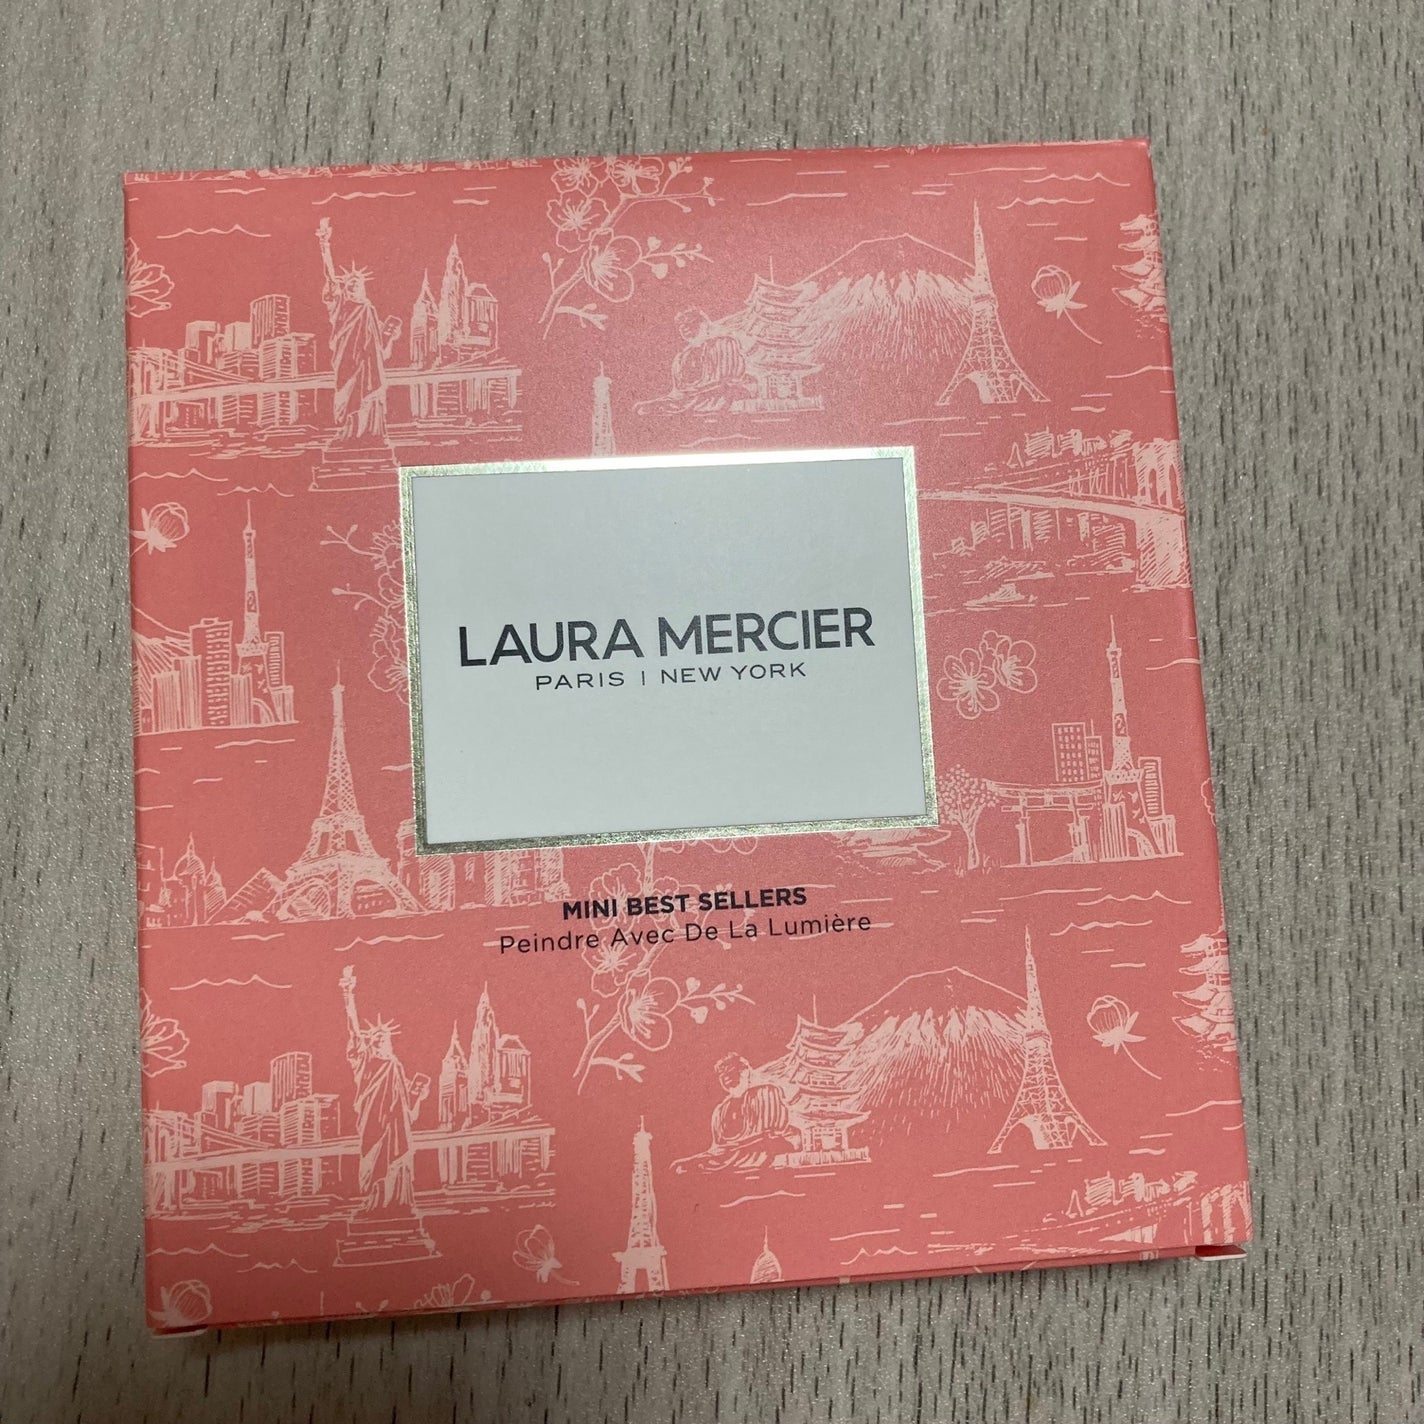 LAURA MERCIER
PARIS | NEW YORK
MINI BEST SELLERS
Peindre Avec De La Lumière